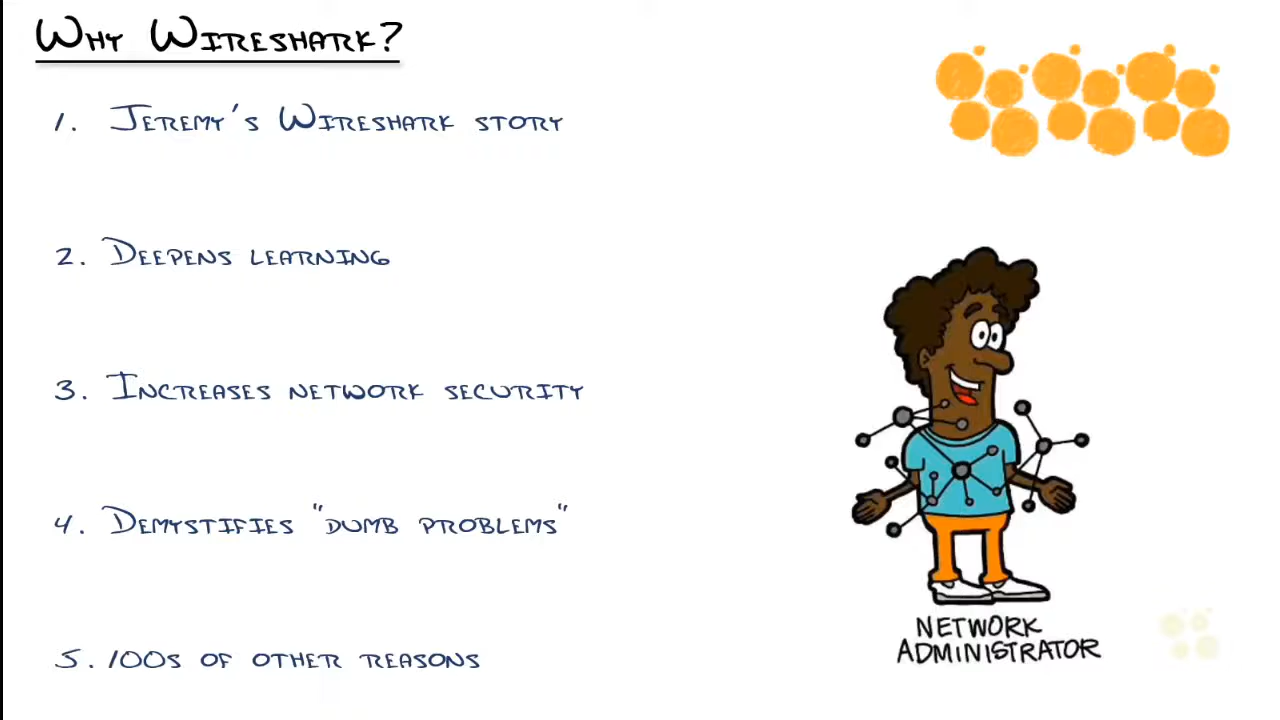 Why Wireshark?
1. Jeremy's Wireshark story
2. Deepens learning
3. Increases network security
4. Demystifies "dumb problems"
5. 100s of other reasons
NETWORK
ADMINISTRATOR